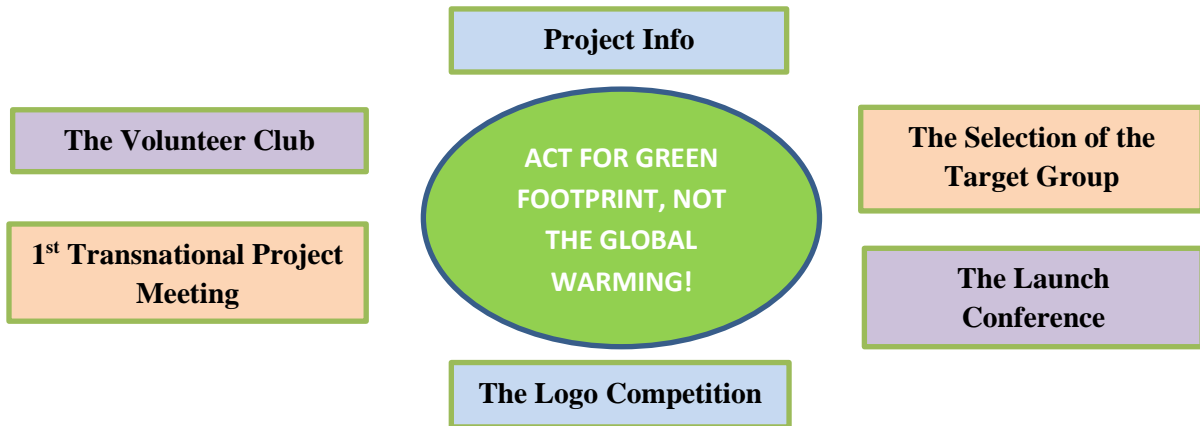 Project Info
The Volunteer Club
The Selection of the
Target Group
ACT FOR GREEN
FOOTPRINT, NOT
THE GLOBAL
WARMING!
1st Transnational Project
Meeting
The Launch
Conference
The Logo Competition